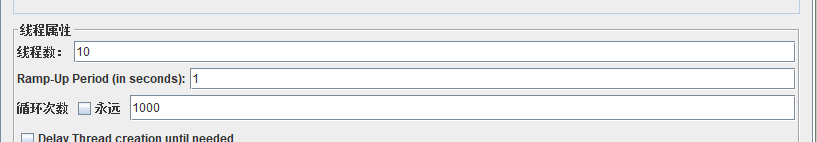 线程属性
线程数： 10
Ramp-Up Period (in seconds): 1
循环次数 永远 1000
Delay Thread creation until needed